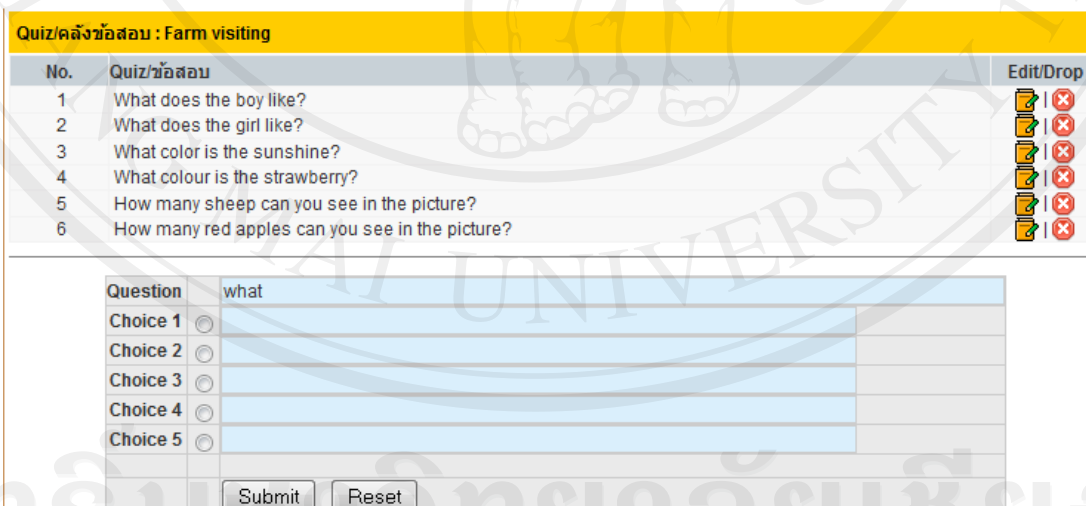 Quiz/คลังข้อสอบ : Farm visiting
No. Quiz/ข้อสอบ Edit/Drop
1 What does the boy like? |
2 What does the girl like? |
3 What color is the sunshine? |
4 What colour is the strawberry? |
5 How many sheep can you see in the picture? |
6 How many red apples can you see in the picture? |
Question what
Choice 1
Choice 2
Choice 3
Choice 4
Choice 5
Submit Reset
MAI UNIVERSITY